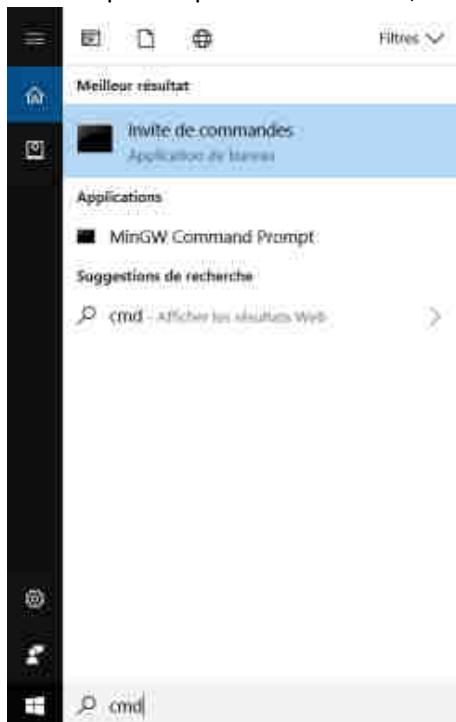 Filtres
Meilleur résultat
Invite de commandes
Application de bureau
Applications
MinGW Command Prompt
Suggestions de recherche
cmd - Afficher les résultats Web
cmd